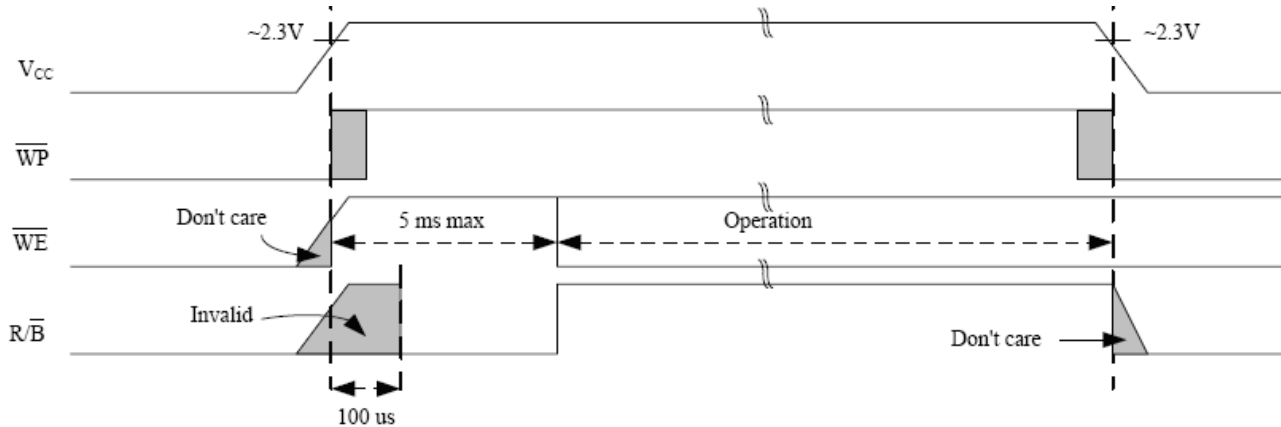 ~2.3V
~2.3V
VCC
WP
Don't care
5 ms max
Operation
WE
Invalid
R/B
Don't care
100 us